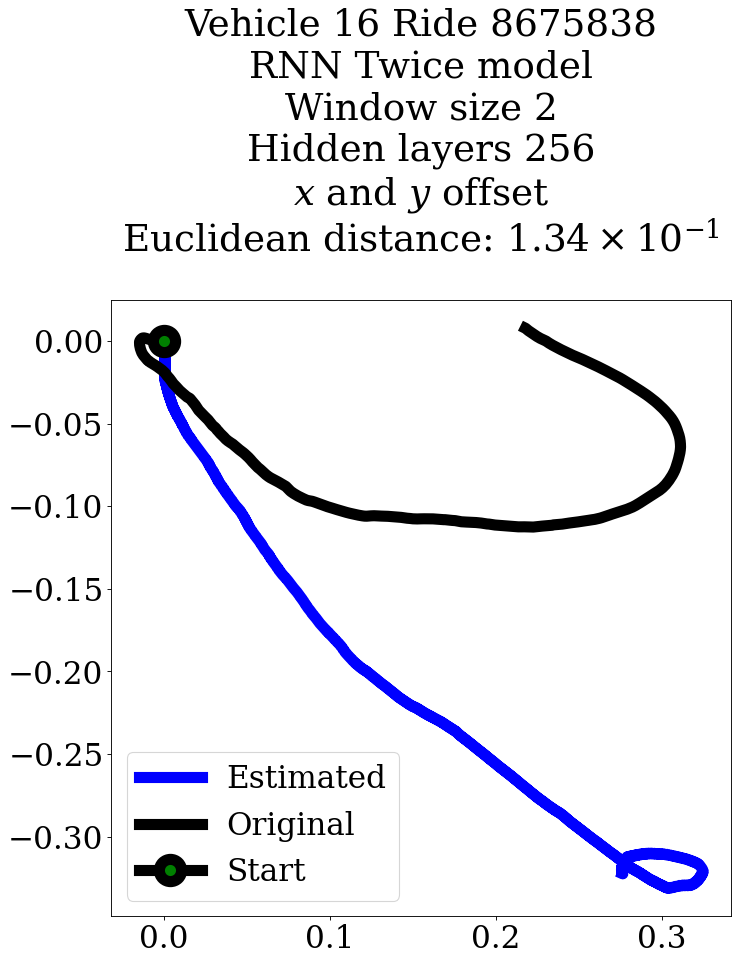 Vehicle 16 Ride 8675838
RNN Twice model
Window size 2
Hidden layers 256
x and y offset
Euclidean distance: 1.34 × 10⁻¹
0.00
−0.05
−0.10
−0.15
−0.20
−0.25
−0.30
Estimated
Original
Start
0.0 0.1 0.2 0.3